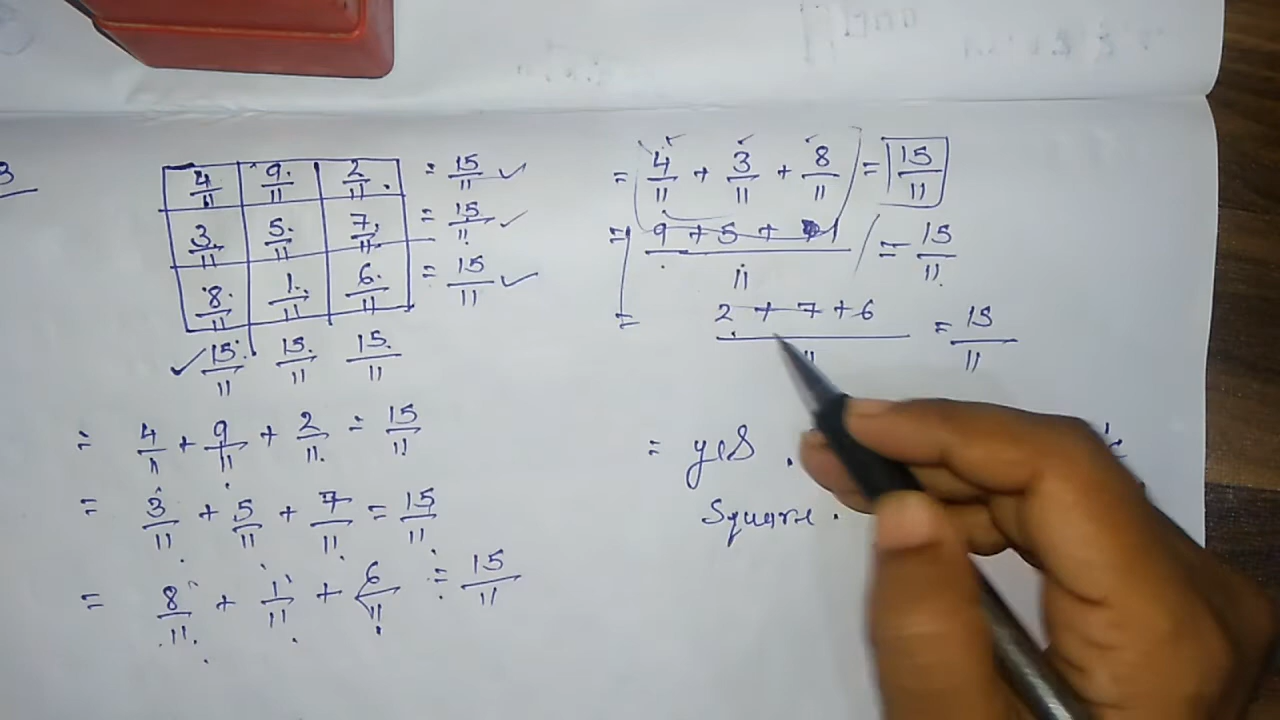 3
4/11 9/11 2/11 = 15/11 ✓
3/11 5/11 7/11 = 15/11 ✓
8/11 1/11 6/11 = 15/11 ✓
✓ 15/11 15/11 15/11
= 4/11 + 9/11 + 2/11 = 15/11
= 3/11 + 5/11 + 7/11 = 15/11
= 8/11 + 1/11 + 6/11 = 15/11
= 4/11 + 3/11 + 8/11 = 15/11
= 9 + 5 + 1 / 11 = 15/11
= 2 + 7 + 6 / 11 = 15/11
= yes
Square.